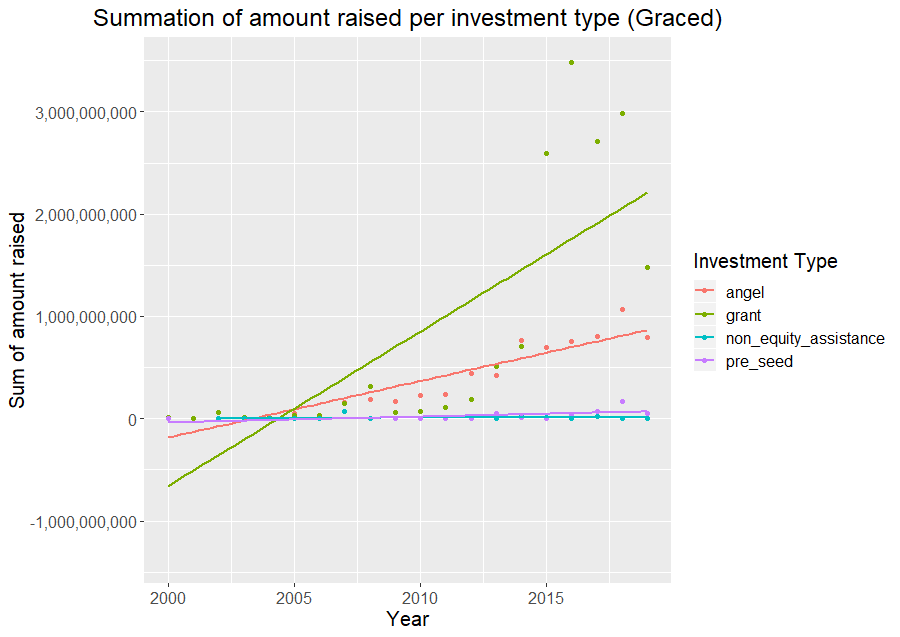 Summation of amount raised per investment type (Graced)
Sum of amount raised
3,000,000,000
2,000,000,000
1,000,000,000
0
-1,000,000,000
2000 2005 2010 2015
Year
Investment Type
angel
grant
non_equity_assistance
pre_seed